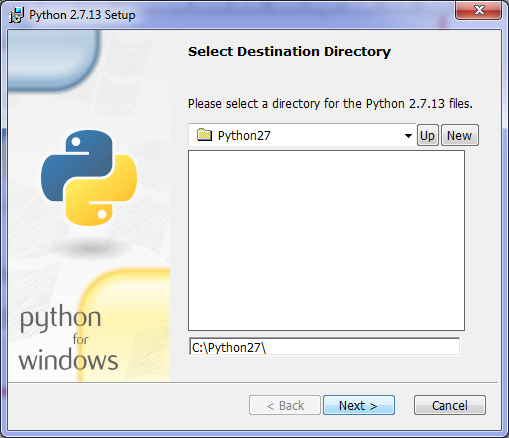 Python 2.7.13 Setup
Select Destination Directory
Please select a directory for the Python 2.7.13 files.
Python27
Up
New
C:\Python27\
python
for
windows
< Back
Next >
Cancel